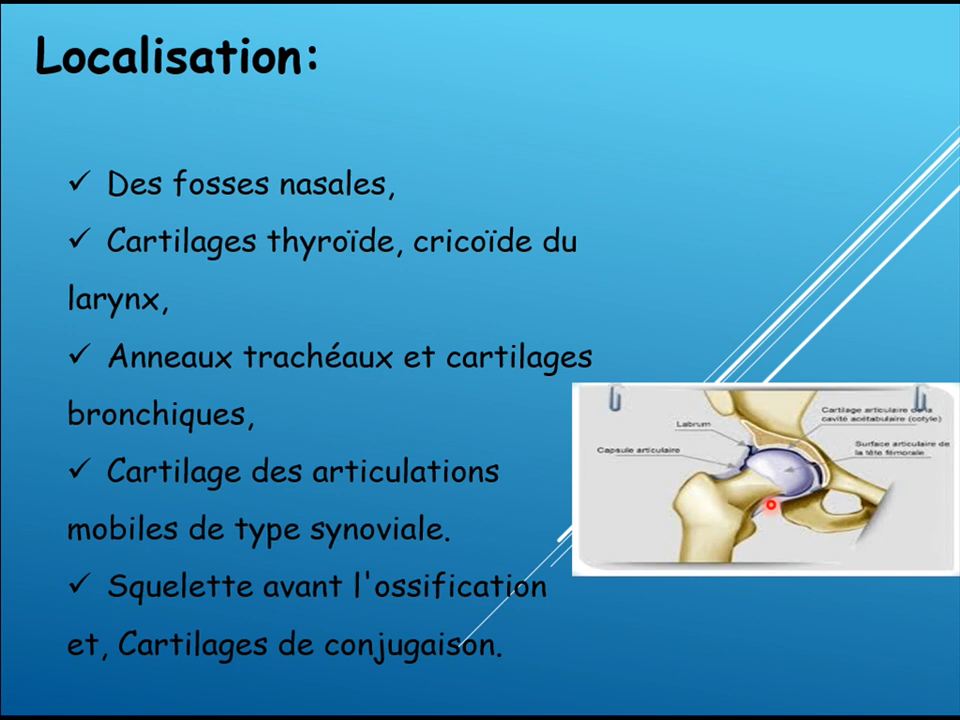 Localisation:
✓ Des fosses nasales,
✓ Cartilages thyroïde, cricoïde du
larynx,
✓ Anneaux trachéaux et cartilages
bronchiques,
✓ Cartilage des articulations
mobiles de type synoviale.
✓ Squelette avant l'ossification
et, Cartilages de conjugaison.
Labrum
Capsule articulaire
Cartilage articulaire de la
cavité acétabulaire (cotyle)
Surface articulaire de
la tête fémorale